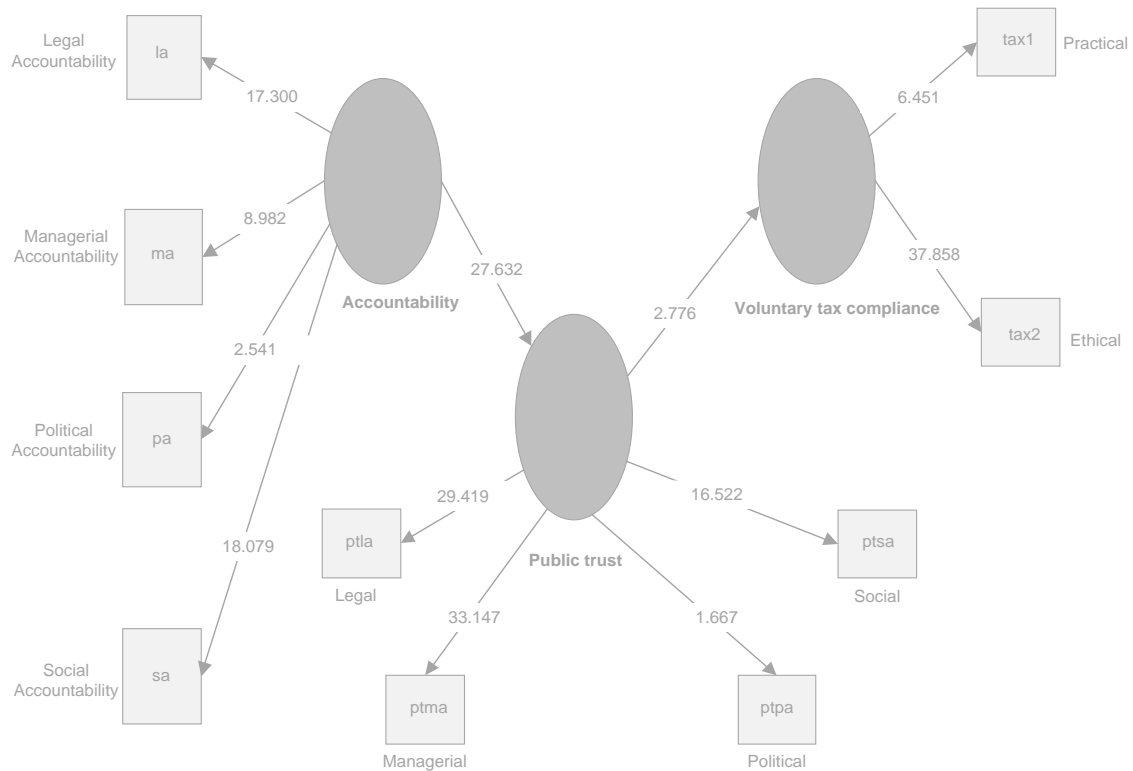 Legal
Accountability
la
17.300
tax1
Practical
6.451
Managerial
Accountability
ma
8.982
27.632
Accountability
2.776
Voluntary tax compliance
37.858
tax2
Ethical
2.541
Political
Accountability
pa
18.079
29.419
ptla
Legal
Public trust
16.522
ptsa
Social
33.147
1.667
Social
Accountability
sa
ptma
Managerial
ptpa
Political